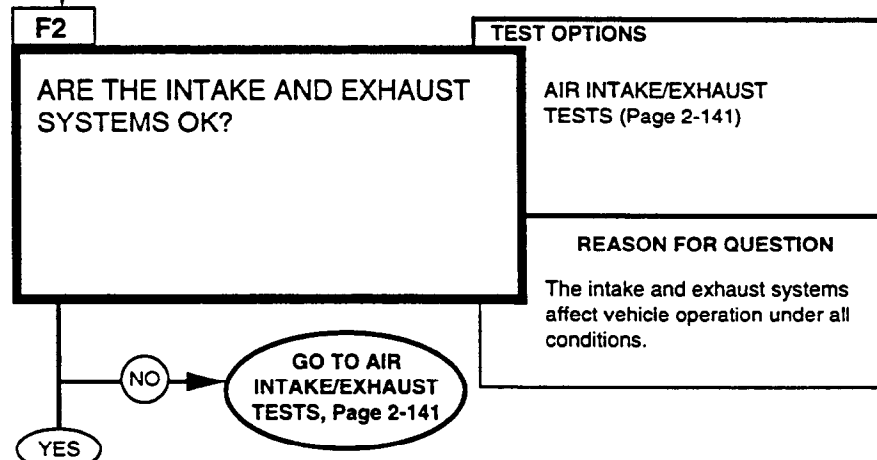 F2
ARE THE INTAKE AND EXHAUST
SYSTEMS OK?
TEST OPTIONS
AIR INTAKE/EXHAUST
TESTS (Page 2-141)
REASON FOR QUESTION
The intake and exhaust systems
affect vehicle operation under all
conditions.
NO
GO TO AIR
INTAKE/EXHAUST
TESTS, Page 2-141
YES